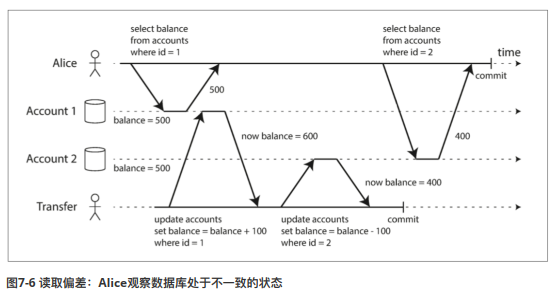 select balance
from accounts
where id = 1
select balance
from accounts
where id = 2
time
Alice
commit
500
400
Account 1
balance = 500
now balance = 600
Account 2
balance = 500
now balance = 400
Transfer
update accounts
set balance = balance + 100
where id = 1
update accounts
set balance = balance - 100
where id = 2
commit
图7-6 读取偏差：Alice观察数据库处于不一致的状态